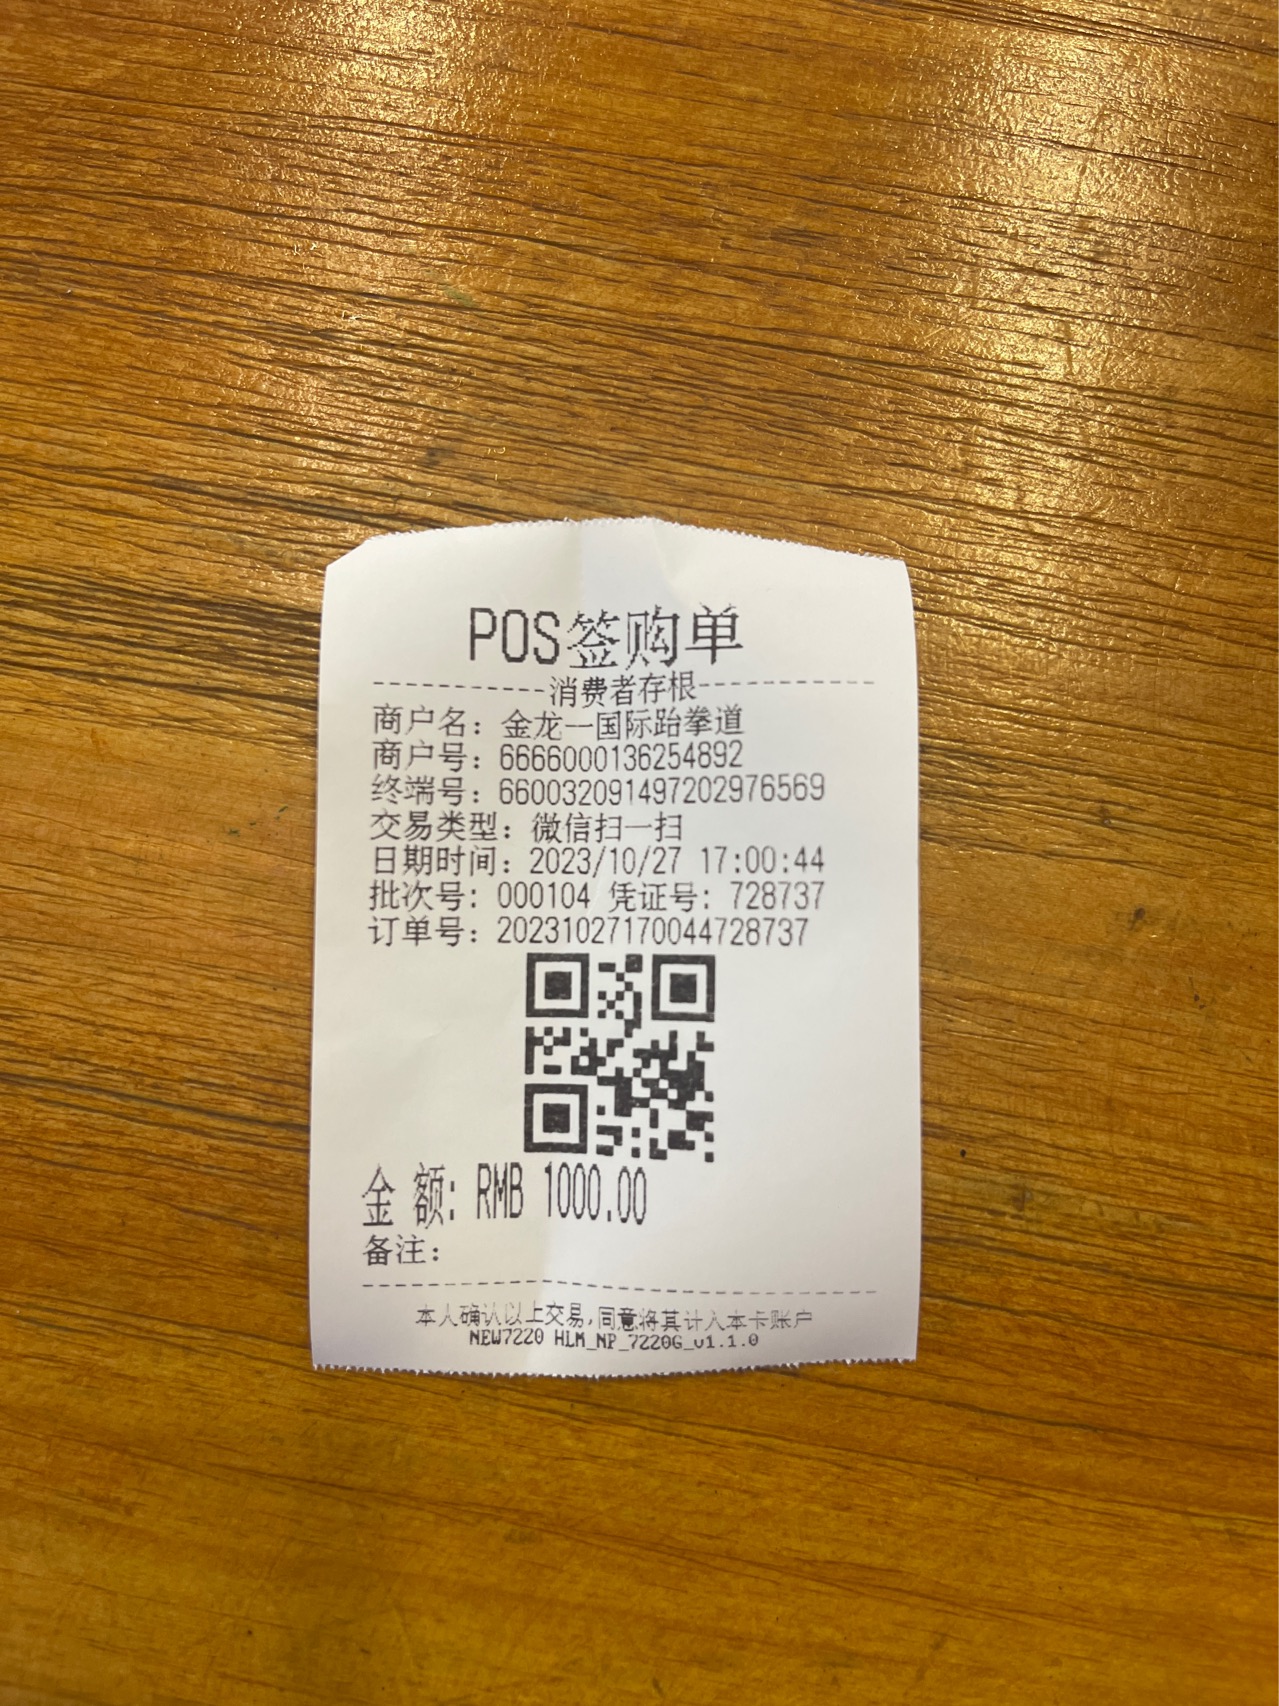 POS签购单
消费者存根
商户名：金龙一国际跆拳道
商户号：6666000136254892
终端号：660032091497202976569
交易类型：微信扫一扫
日期时间：2023/10/27 17:00:44
批次号：000104 凭证号：728737
订单号：20231027170044728737
金 额：RMB 1000.00
备注：
本人确认以上交易,同意将其计入本卡账户
NEW7220 HLM_NP_7220G_v1.1.0